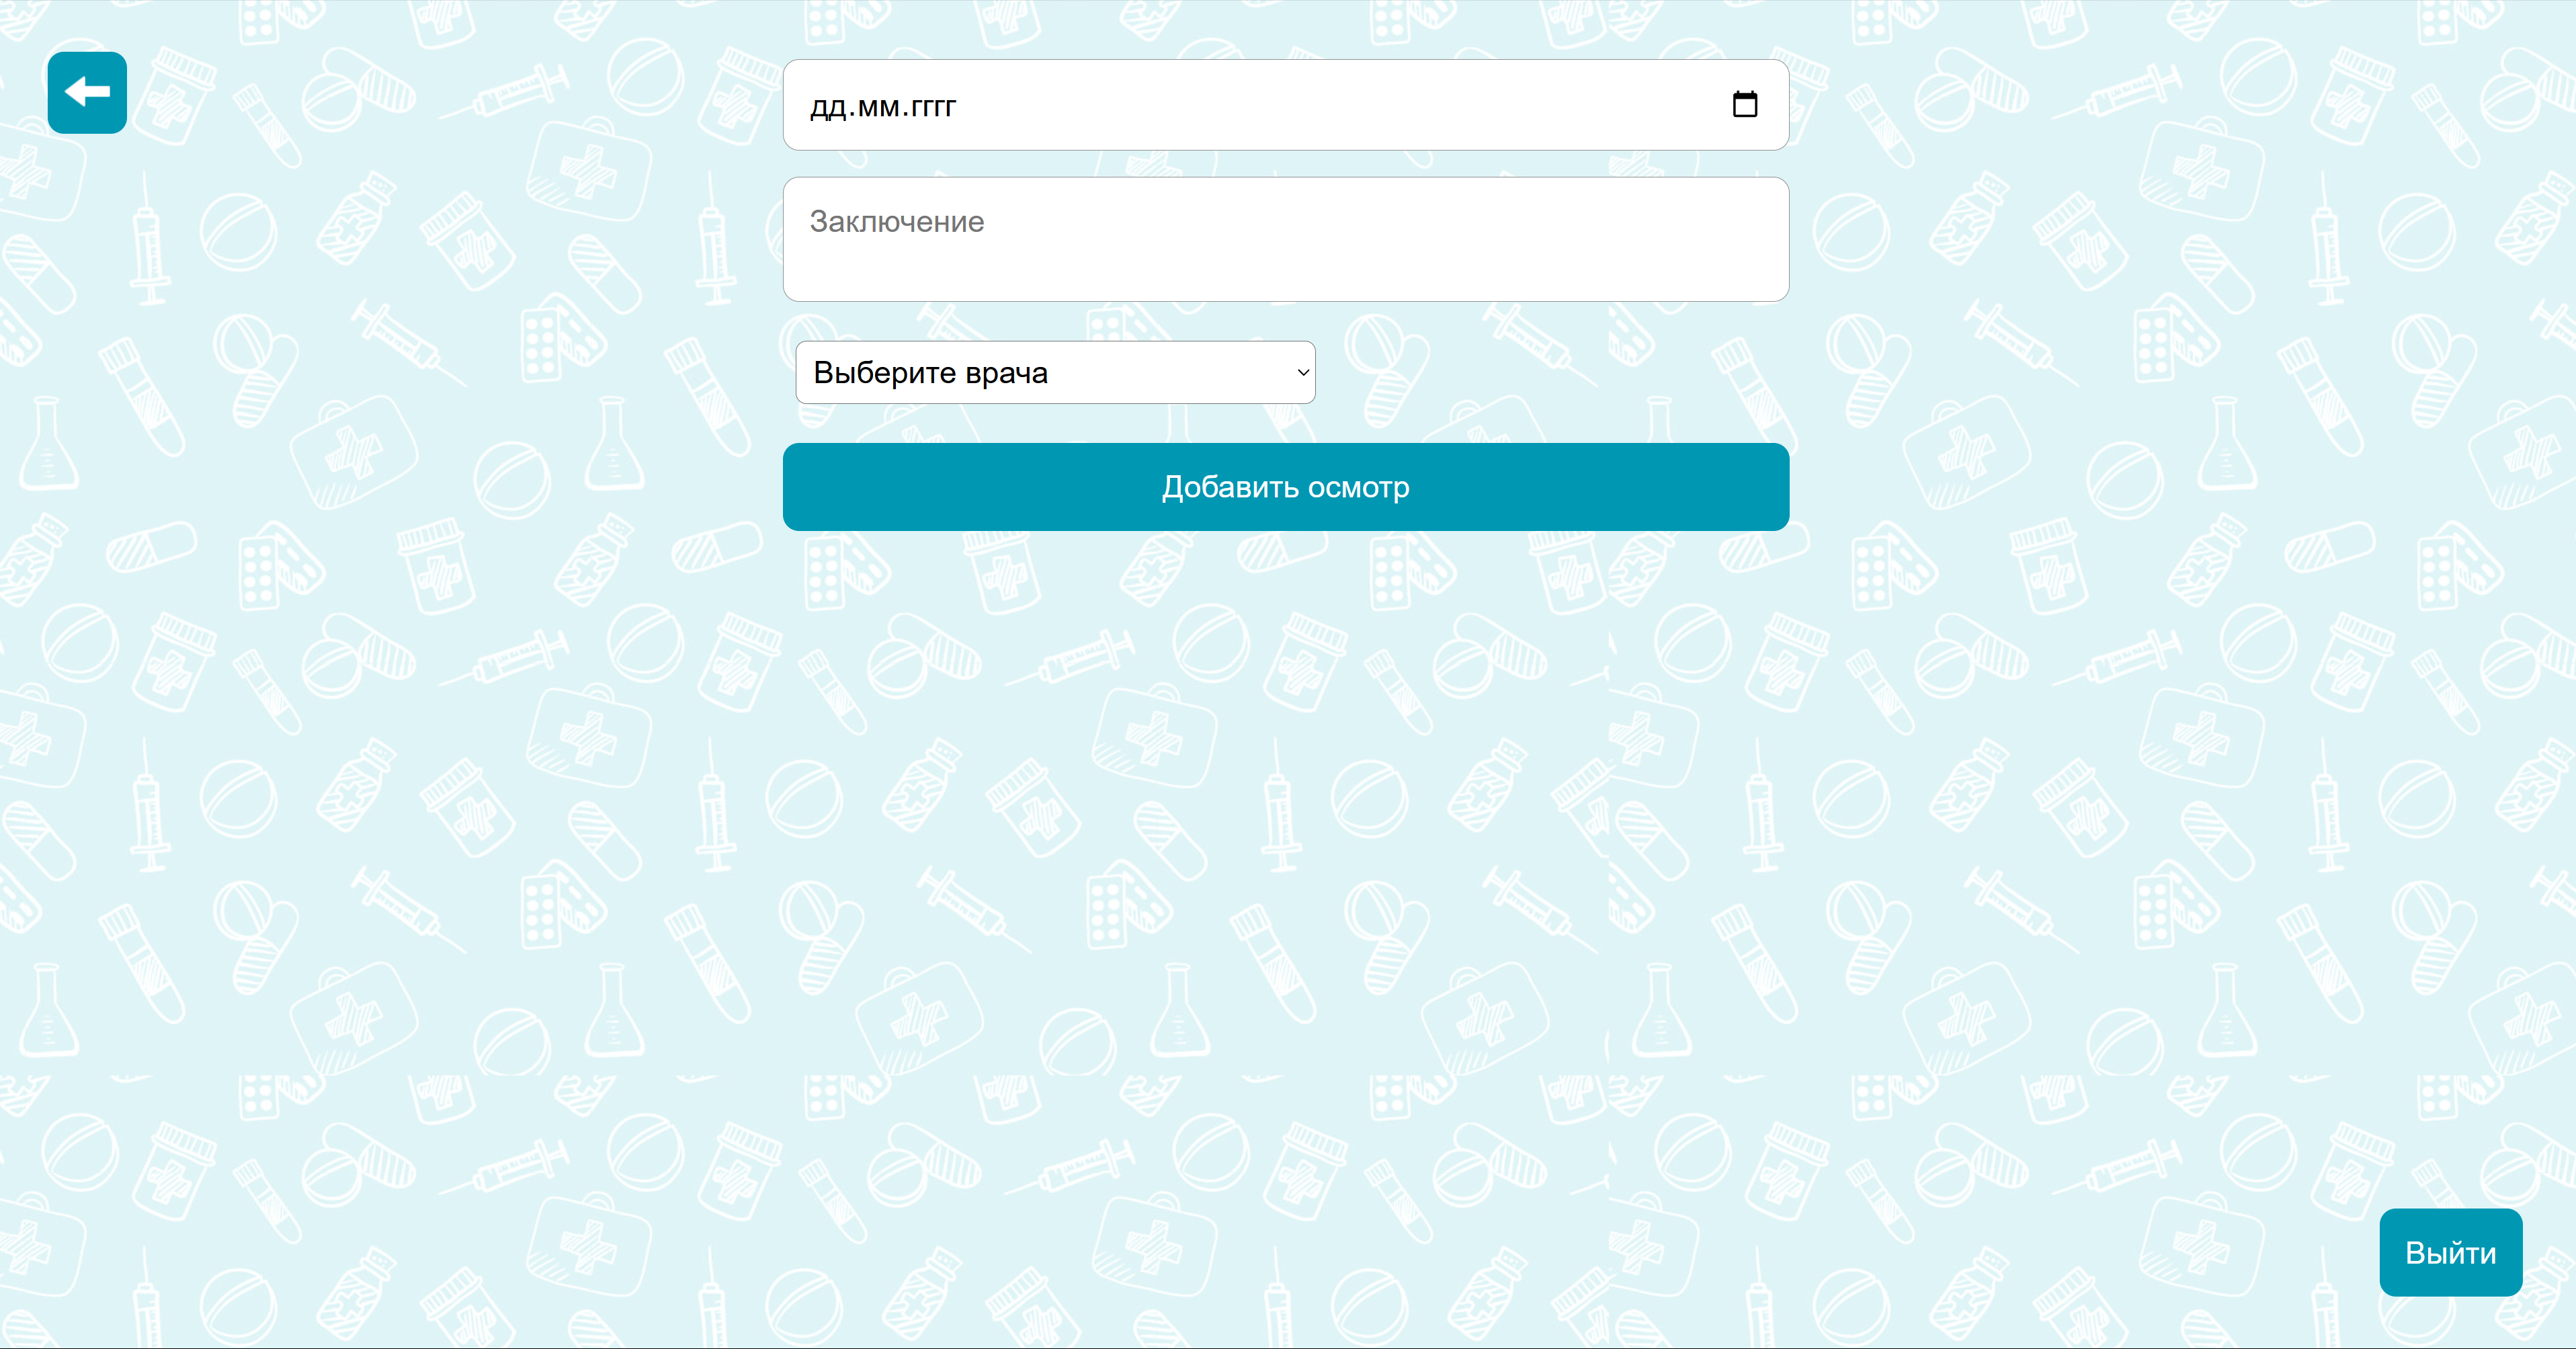 дд.мм.гггг
Заключение
Выберите врача
Добавить осмотр
Выйти